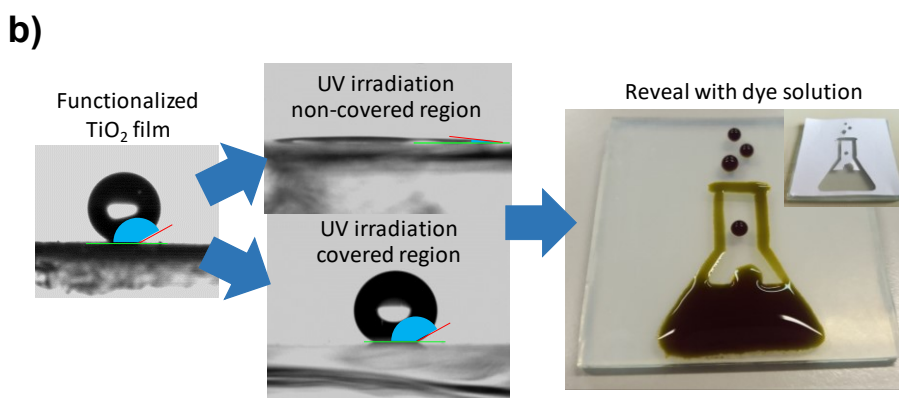 b)
Functionalized
TiO₂ film
UV irradiation
non-covered region
UV irradiation
covered region
Reveal with dye solution